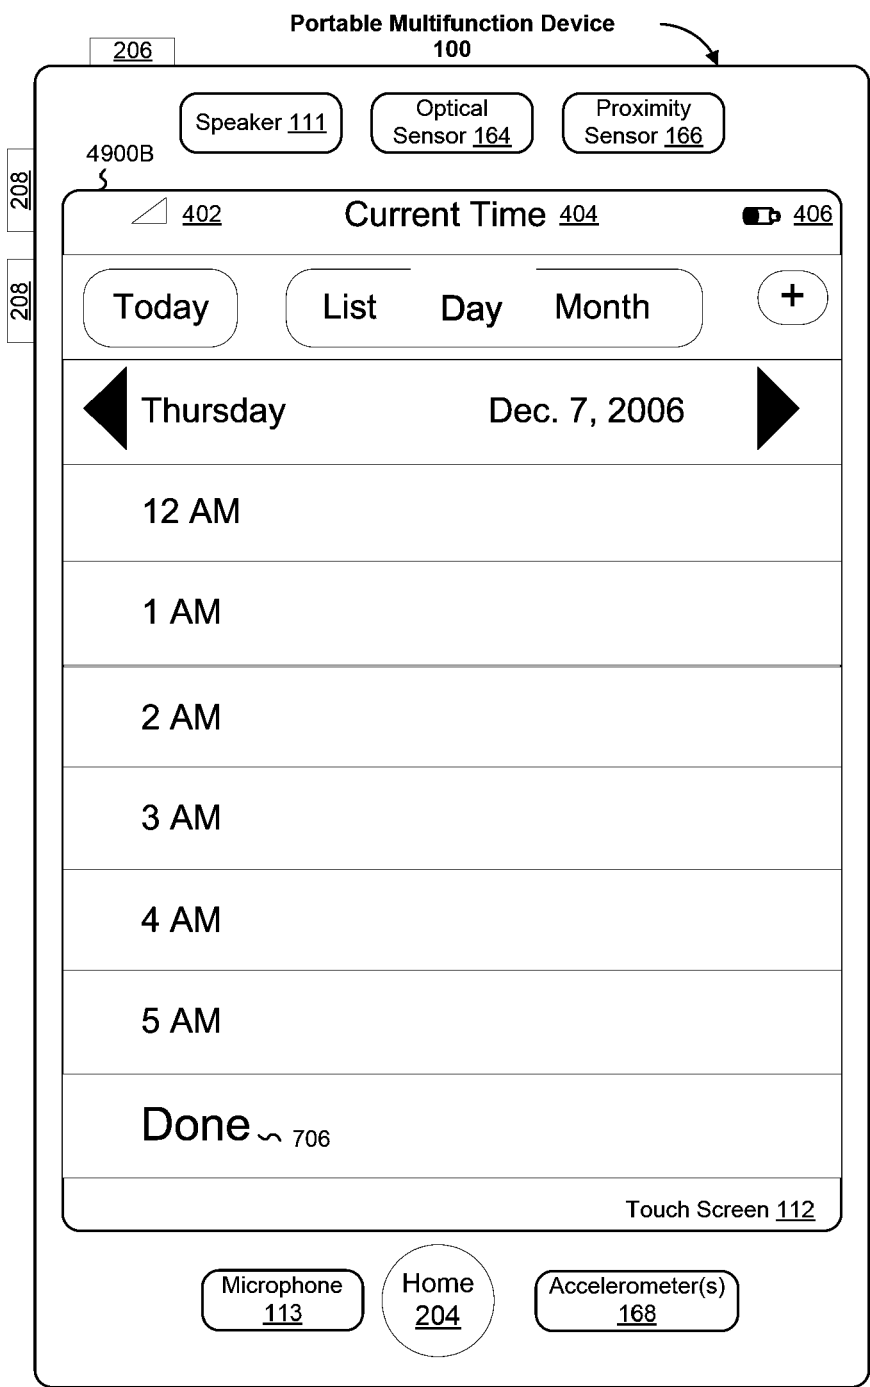 Portable Multifunction Device
100
206
Speaker 111
Optical
Sensor 164
Proximity
Sensor 166
4900B
208
402
Current Time 404
406
208
Today
List
Day
Month
+
Thursday
Dec. 7, 2006
12 AM
1 AM
2 AM
3 AM
4 AM
5 AM
Done 706
Touch Screen 112
Microphone
113
Home
204
Accelerometer(s)
168